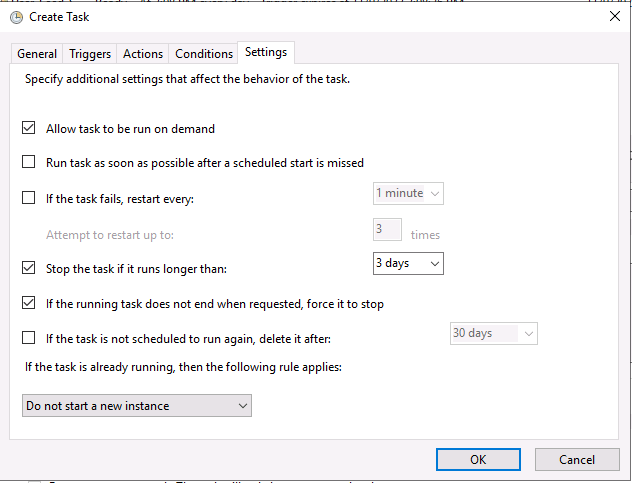 Create Task
General Triggers Actions Conditions Settings
Specify additional settings that affect the behavior of the task.
Allow task to be run on demand
Run task as soon as possible after a scheduled start is missed
If the task fails, restart every: 1 minute
Attempt to restart up to: 3 times
Stop the task if it runs longer than: 3 days
If the running task does not end when requested, force it to stop
If the task is not scheduled to run again, delete it after: 30 days
If the task is already running, then the following rule applies:
Do not start a new instance
OK Cancel